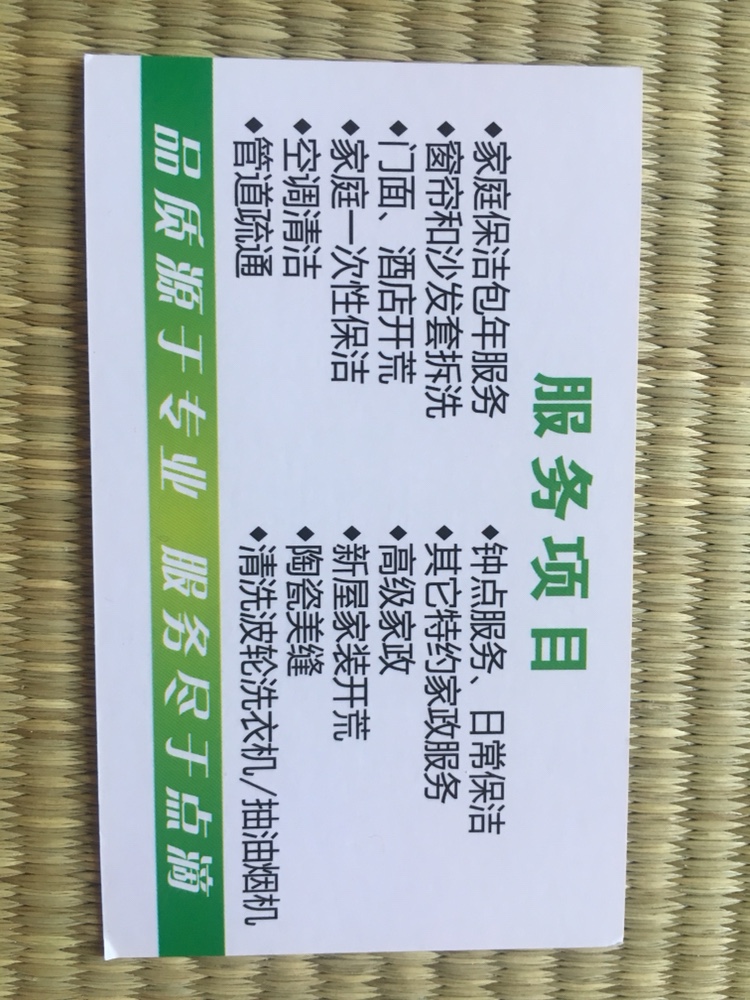 服务项目
◆家庭保洁包年服务
◆窗帘和沙发套拆洗
◆门面、酒店开荒
◆家庭一次性保洁
◆空调清洁
◆管道疏通
◆钟点服务、日常保洁
◆其它特约家政服务
◆高级家政
◆新屋家装开荒
◆陶瓷美缝
◆清洗波轮洗衣机/抽油烟机
品质源于专业 服务尽于点滴